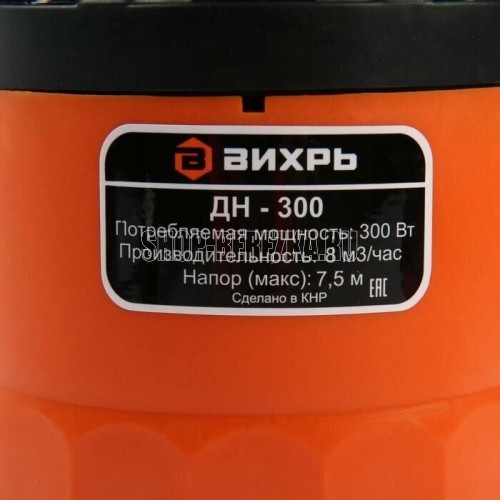 ВИХРЬ
ДН - 300
Потребляемая мощность: 300 Вт
Производительность: 8 м3/час
Напор (макс): 7,5 м
Сделано в КНР
EAC